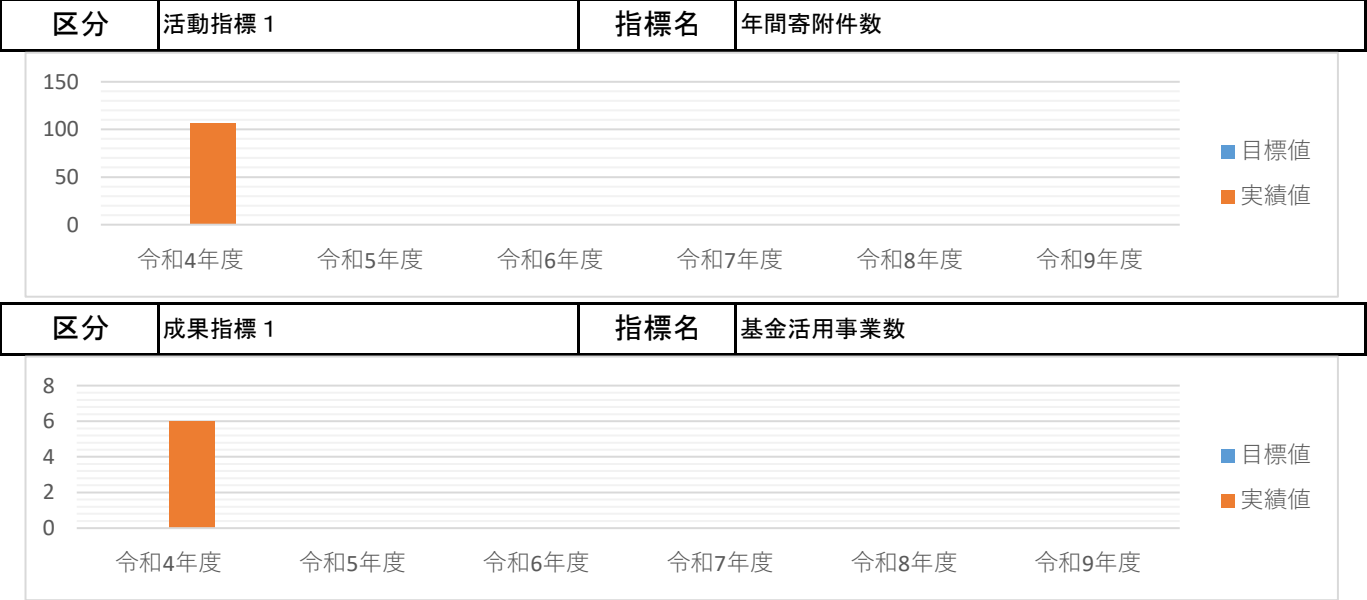 区分 活動指標１ 指標名 年間寄附件数
150
100
50
0
令和4年度 令和5年度 令和6年度 令和7年度 令和8年度 令和9年度
目標値
実績値
区分 成果指標１ 指標名 基金活用事業数
8
6
4
2
0
令和4年度 令和5年度 令和6年度 令和7年度 令和8年度 令和9年度
目標値
実績値